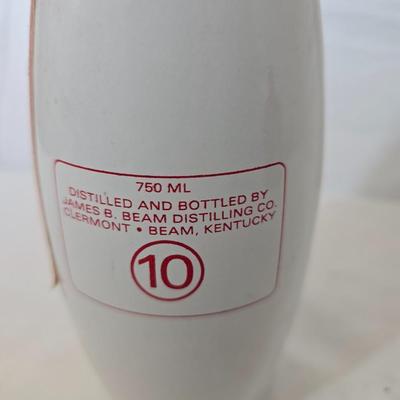 750 ML
DISTILLED AND BOTTLED BY
JAMES B. BEAM DISTILLING CO.
CLERMONT • BEAM, KENTUCKY
10